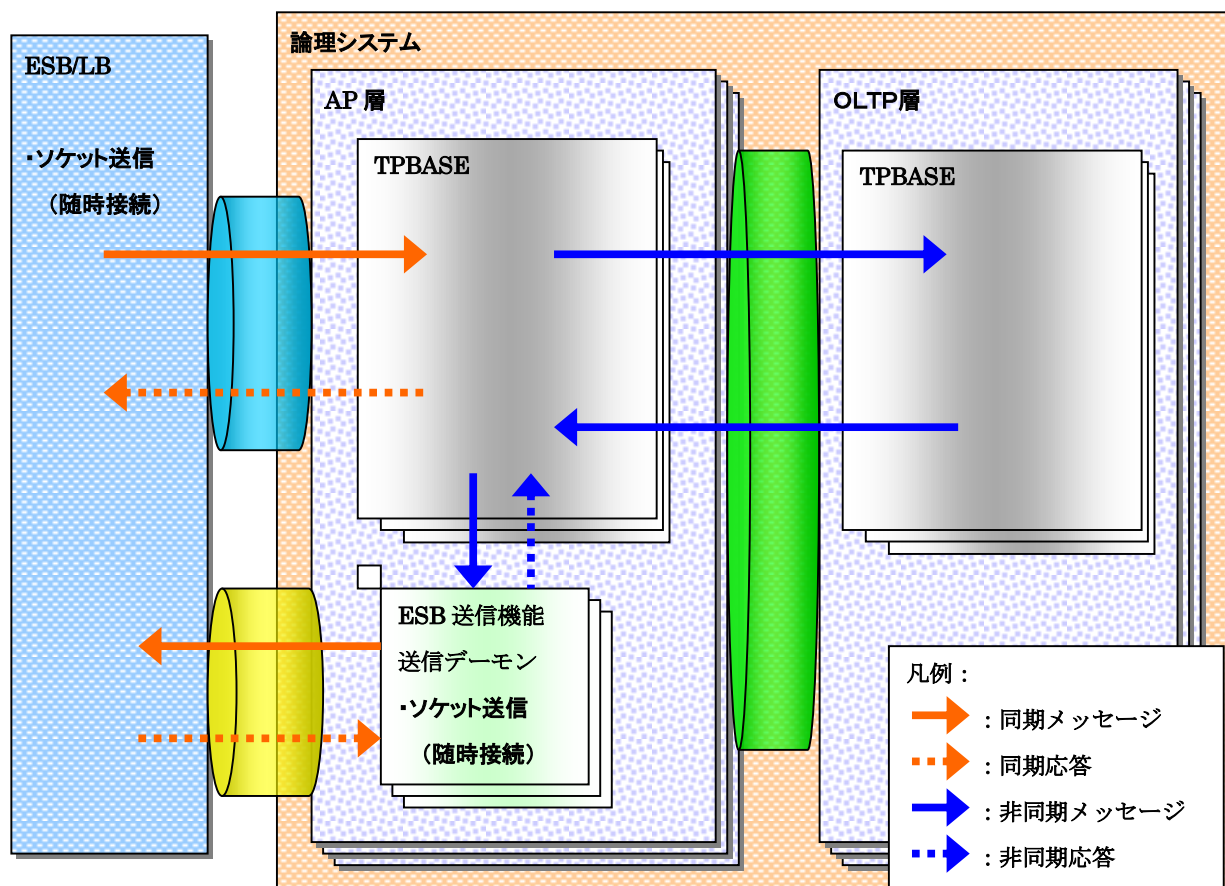 論理システム
ESB/LB
・ソケット送信
（随時接続）
AP 層
TPBASE
OLTP層
TPBASE
ESB 送信機能
送信デーモン
・ソケット送信
（随時接続）
凡例：
：同期メッセージ
：同期応答
：非同期メッセージ
：非同期応答